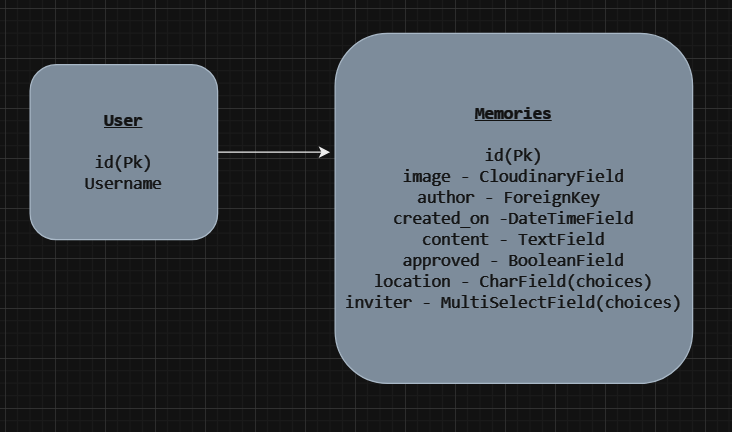 User
id(Pk)
Username
Memories
id(Pk)
image - CloudinaryField
author - ForeignKey
created_on -DateTimeField
content - TextField
approved - BooleanField
location - CharField(choices)
inviter - MultiSelectField(choices)